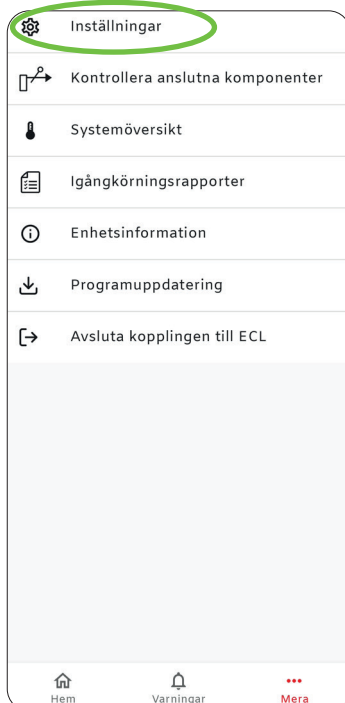 Inställningar
Kontrollera anslutna komponenter
Systemöversikt
Igångkörningsrapporter
Enhetsinformation
Programuppdatering
Avsluta kopplingen till ECL
Hem Varningar Mera